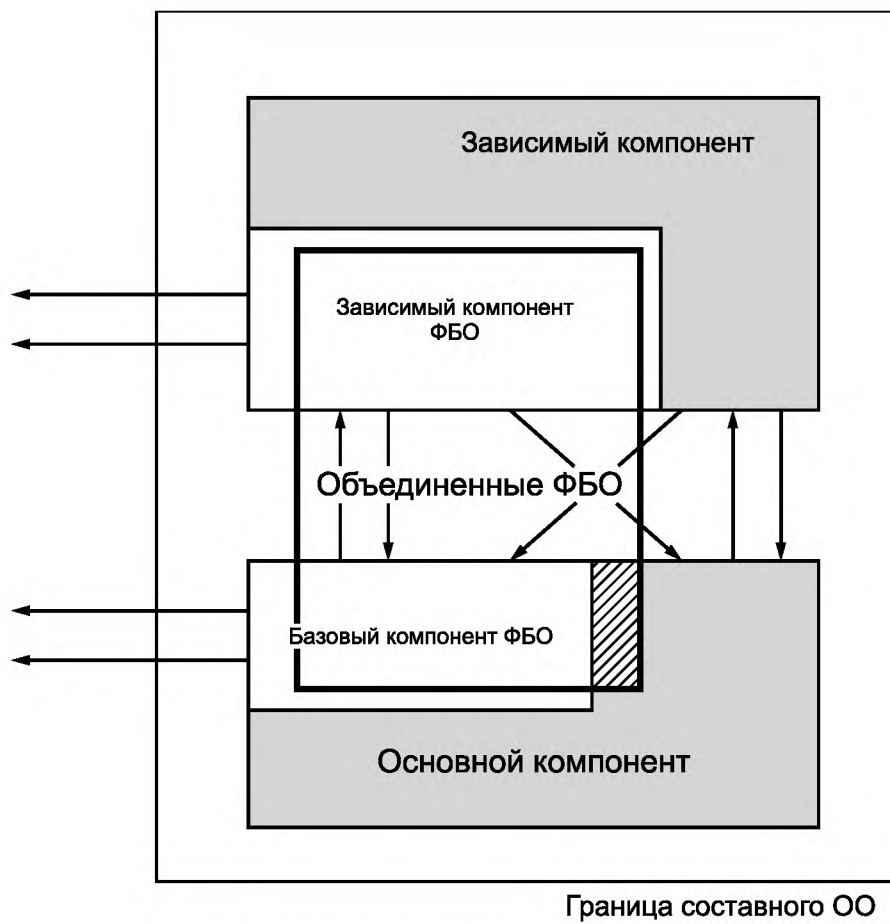 Зависимый компонент
Зависимый компонент
ФБО
Объединенные ФБО
Базовый компонент ФБО
Основной компонент
Граница составного ОО